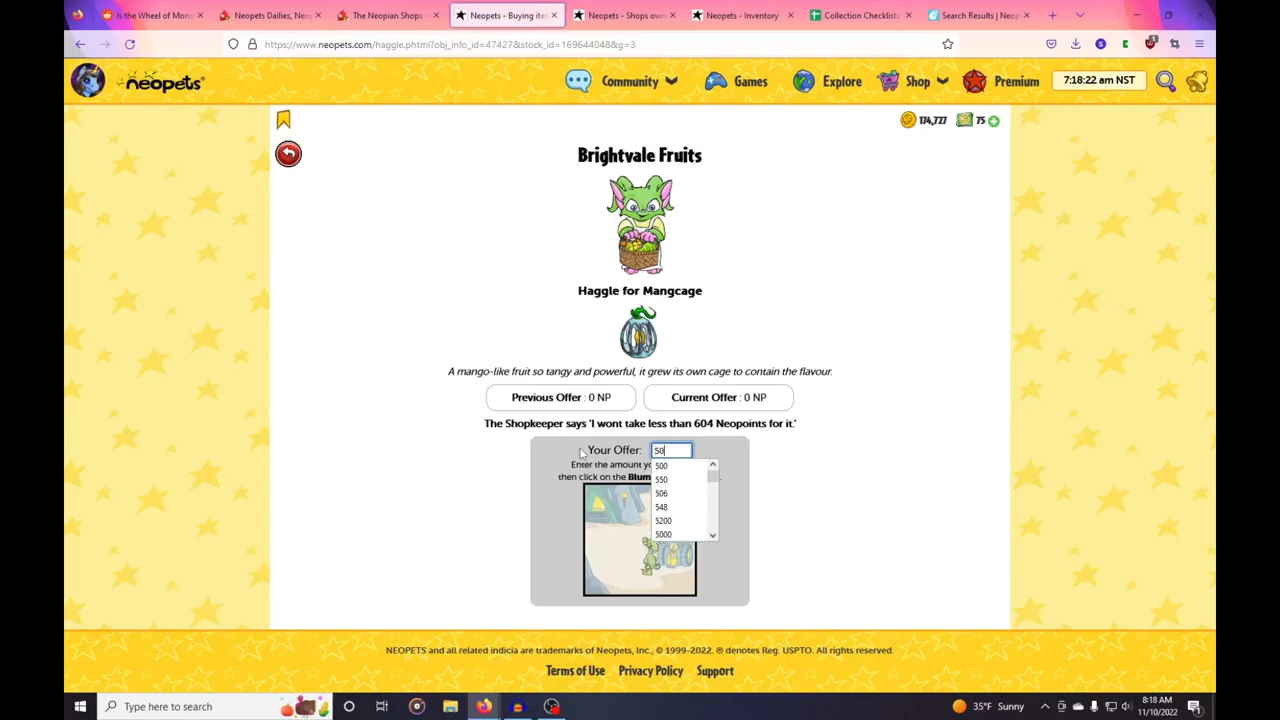 Is the Wheel of Mono
Neopets Dailies, Neop
The Neopian Shops -
Neopets - Buying iten
Neopets - Shops own
Neopets - Inventory
Collection Checklists
Search Results | Neop
https://www.neopets.com/haggle.phtml?obj_info_id=47427&stock_id=169644048&g=3
neopets
Community
Games
Explore
Shop
Premium
7:18:22 am NST
174,727
75
Brightvale Fruits
Haggle for Mangcage
A mango-like fruit so tangy and powerful, it grew its own cage to contain the flavour.
Previous Offer : 0 NP
Current Offer : 0 NP
The Shopkeeper says 'I wont take less than 604 Neopoints for it.'
Your Offer: 50
Enter the amount yo
then click on the Blum
500
550
506
548
5200
5000
NEOPETS and all related indicia are trademarks of Neopets, Inc., © 1999-2022. ® denotes Reg. USPTO. All rights reserved.
Terms of Use
Privacy Policy
Support
Type here to search
35°F Sunny
8:18 AM
11/10/2022